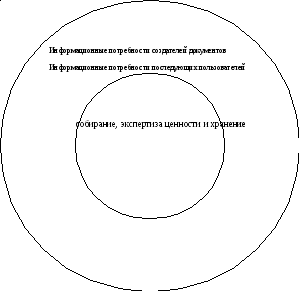 Информационные потребности создателей документов
Информационные потребности последующих пользователей
собирание, экспертиза ценности и хранение